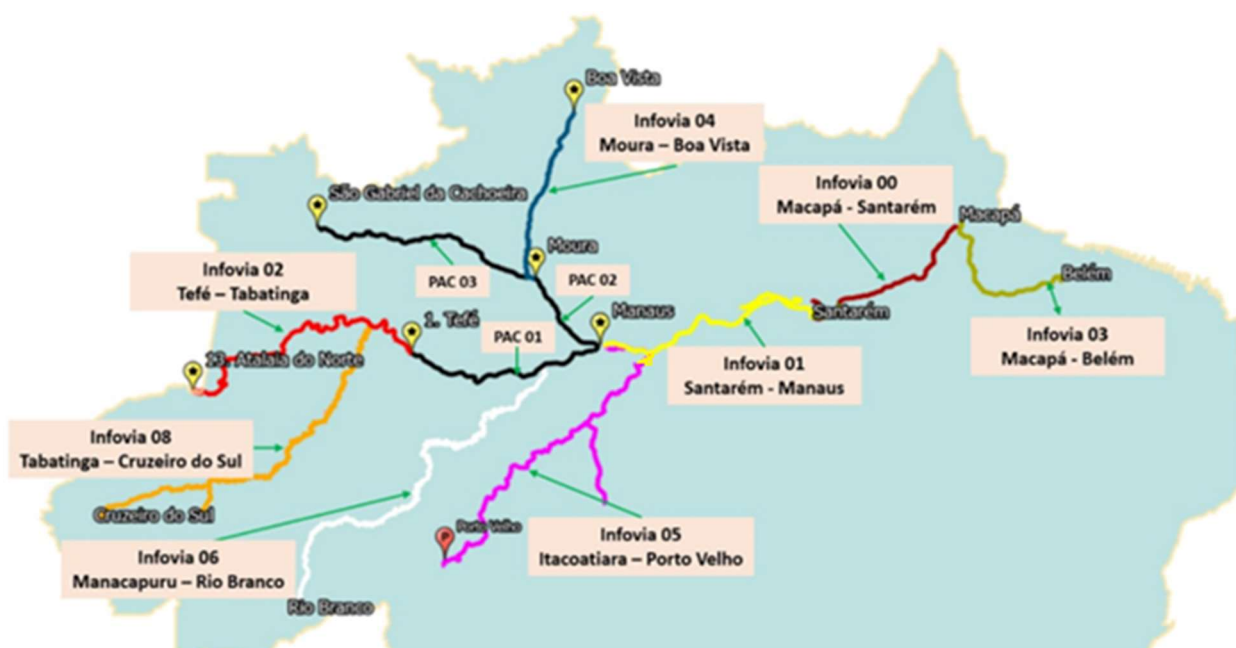 Boa Vista
Infovia 04
Moura – Boa Vista
Infovia 00
Macapá - Santarém
São Gabriel da Cachoeira
Macapá
Moura
Infovia 02
Tefé – Tabatinga
PAC 03
PAC 02
Belém
Manaus
Santarém
1. Tefé
PAC 01
Infovia 03
Macapá - Belém
13. Atalaia do Norte
Infovia 01
Santarém - Manaus
Infovia 08
Tabatinga – Cruzeiro do Sul
Cruzeiro do Sul
Porto Velho
P
Infovia 05
Itacoatiara – Porto Velho
Infovia 06
Manacapuru – Rio Branco
Rio Branco